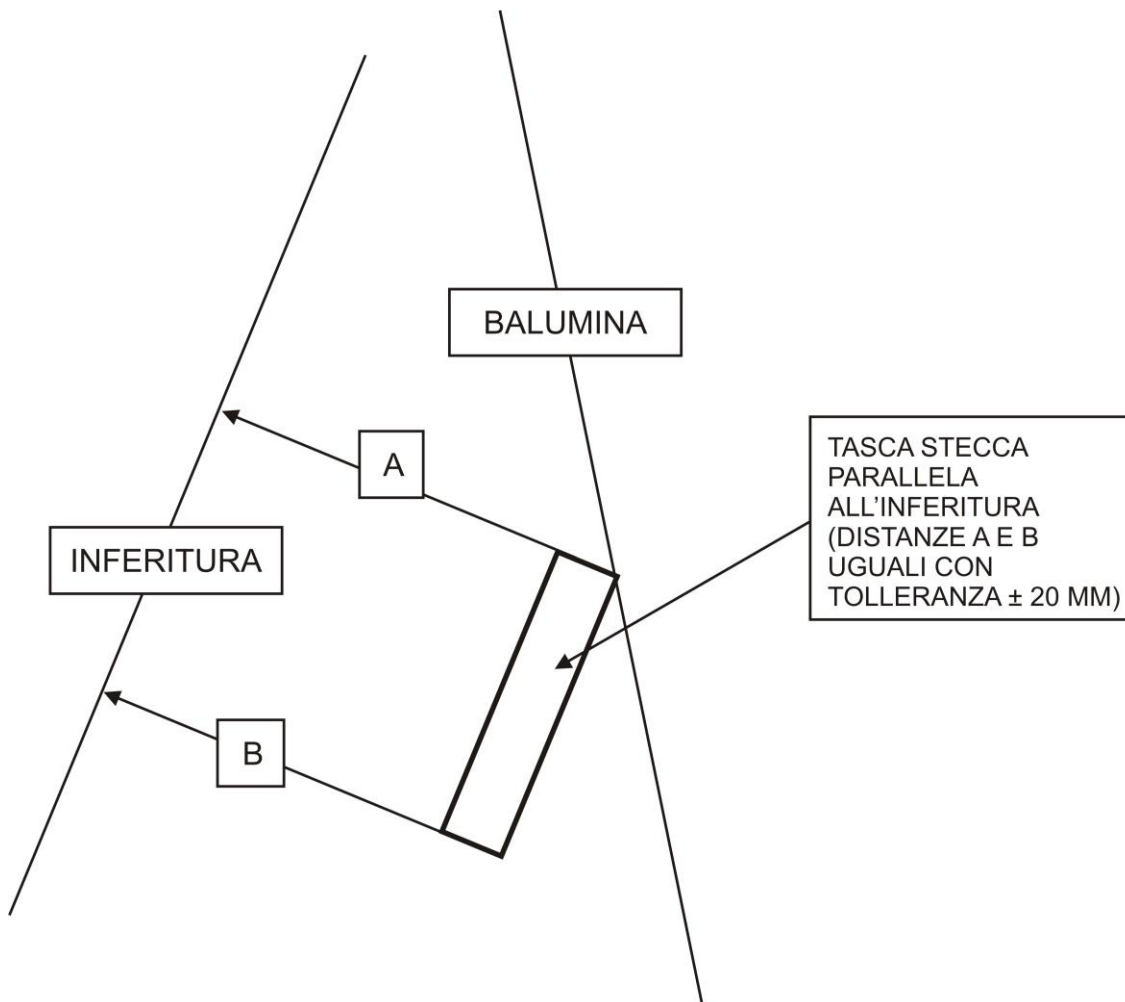 BALUMINA
A
TASCA STECCA
PARALLELA
ALL'INFERITURA
(DISTANZE A E B
UGUALI CON
TOLLERANZA ± 20 MM)
INFERITURA
B